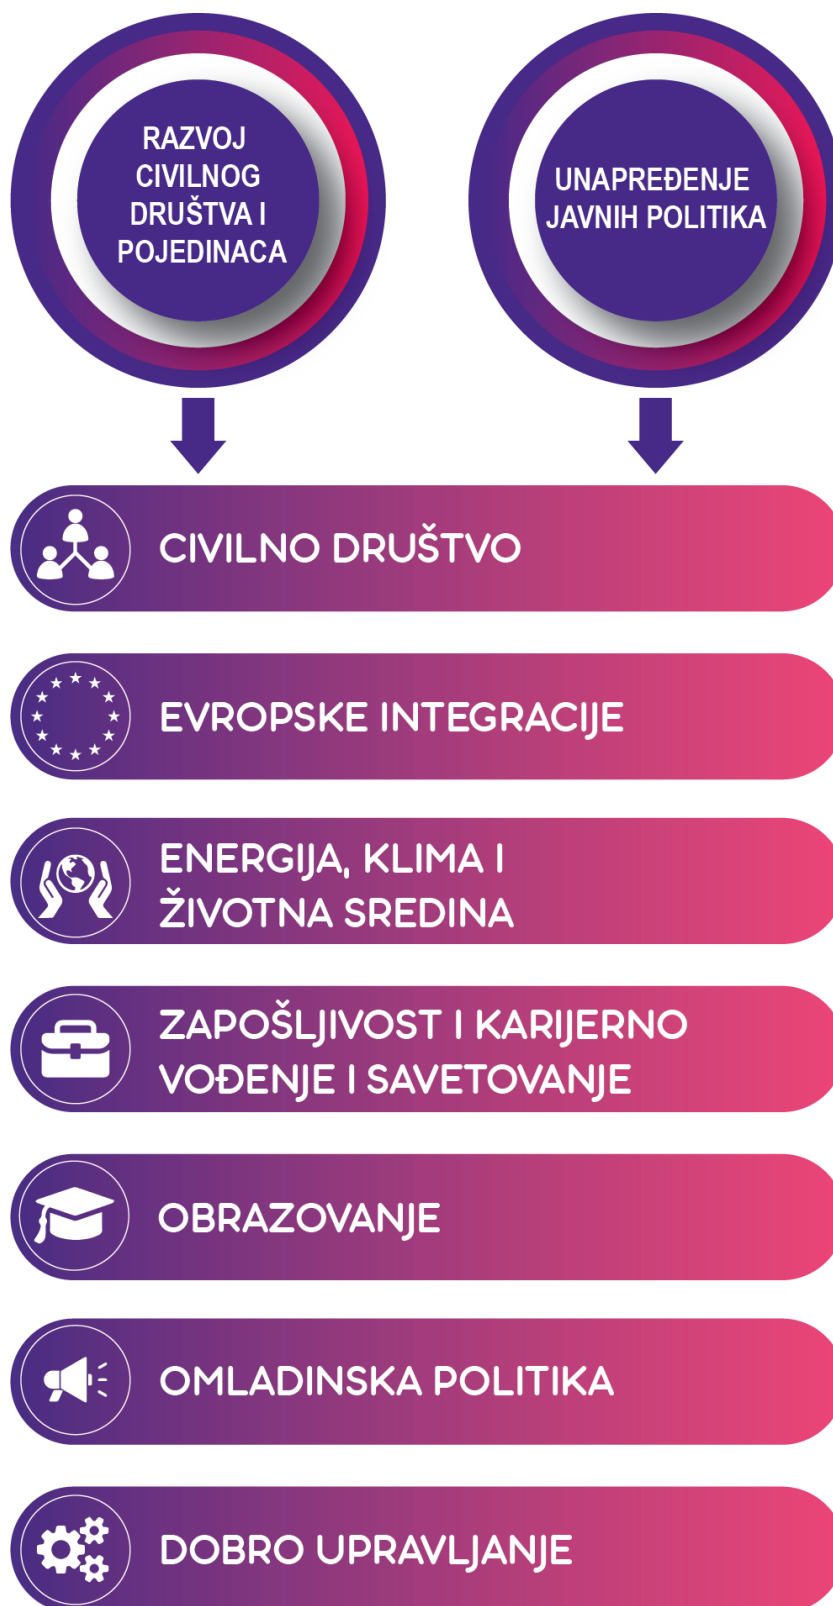 RAZVOJ
CIVILNOG
DRUŠTVA I
POJEDINACA
UNAPREĐENJE
JAVNIH POLITIKA
CIVILNO DRUŠTVO
EVROPSKE INTEGRACIJE
ENERGIJA, KLIMA I
ŽIVOTNA SREDINA
ZAPOŠLJIVOST I KARIJERNO
VOĐENJE I SAVETOVANJE
OBRAZOVANJE
OMLADINSKA POLITIKA
DOBRO UPRAVLJANJE